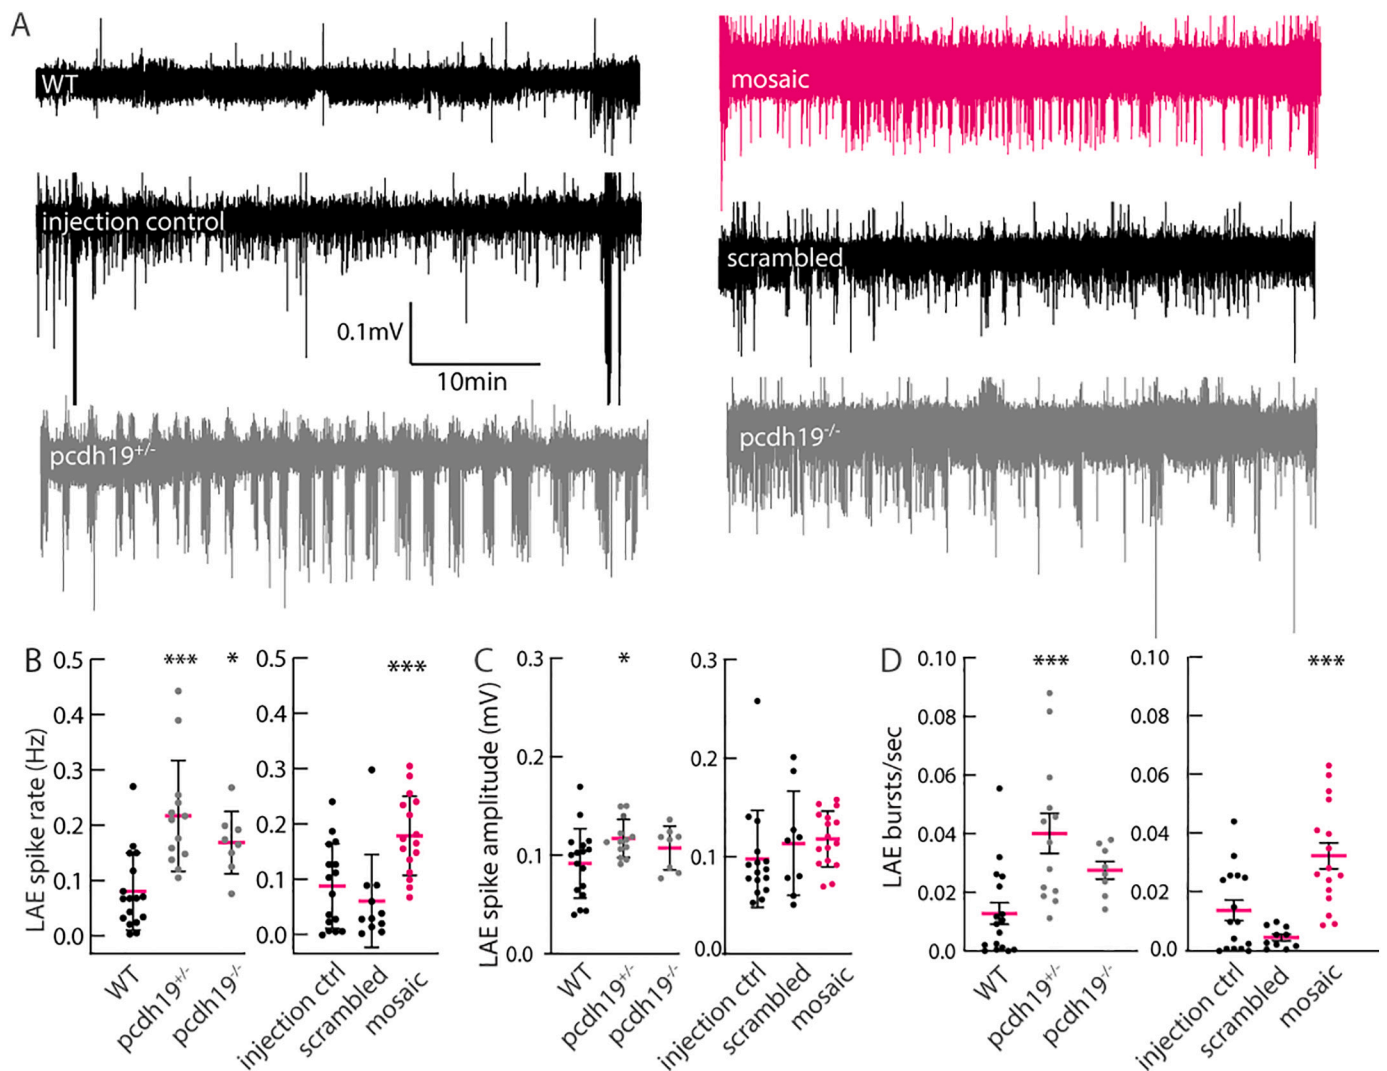 A
WT
mosaic
injection control
scrambled
0.1mV
10min
pcdh19+/-
pcdh19-/-
B
LAE spike rate (Hz)
0.5
0.4
0.3
0.2
0.1
0.0
***
*
WT
pcdh19+/-
pcdh19-/-
0.5
0.4
0.3
0.2
0.1
0.0
***
injection ctrl
scrambled
mosaic
C
LAE spike amplitude (mV)
0.3
0.2
0.1
0.0
*
WT
pcdh19+/-
pcdh19-/-
0.3
0.2
0.1
0.0
injection ctrl
scrambled
mosaic
D
LAE bursts/sec
0.10
0.08
0.06
0.04
0.02
0.0
***
WT
pcdh19+/-
pcdh19-/-
0.10
0.08
0.06
0.04
0.02
0.0
***
injection ctrl
scrambled
mosaic